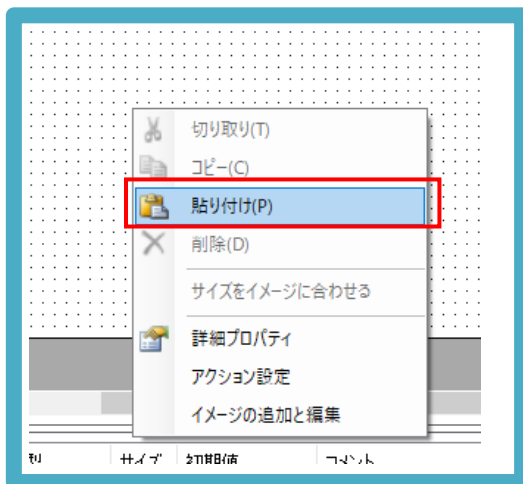 切り取り(T)
コピー(C)
貼り付け(P)
削除(D)
サイズをイメージに合わせる
詳細プロパティ
アクション設定
イメージの追加と編集
サイズ 初期値 コメント